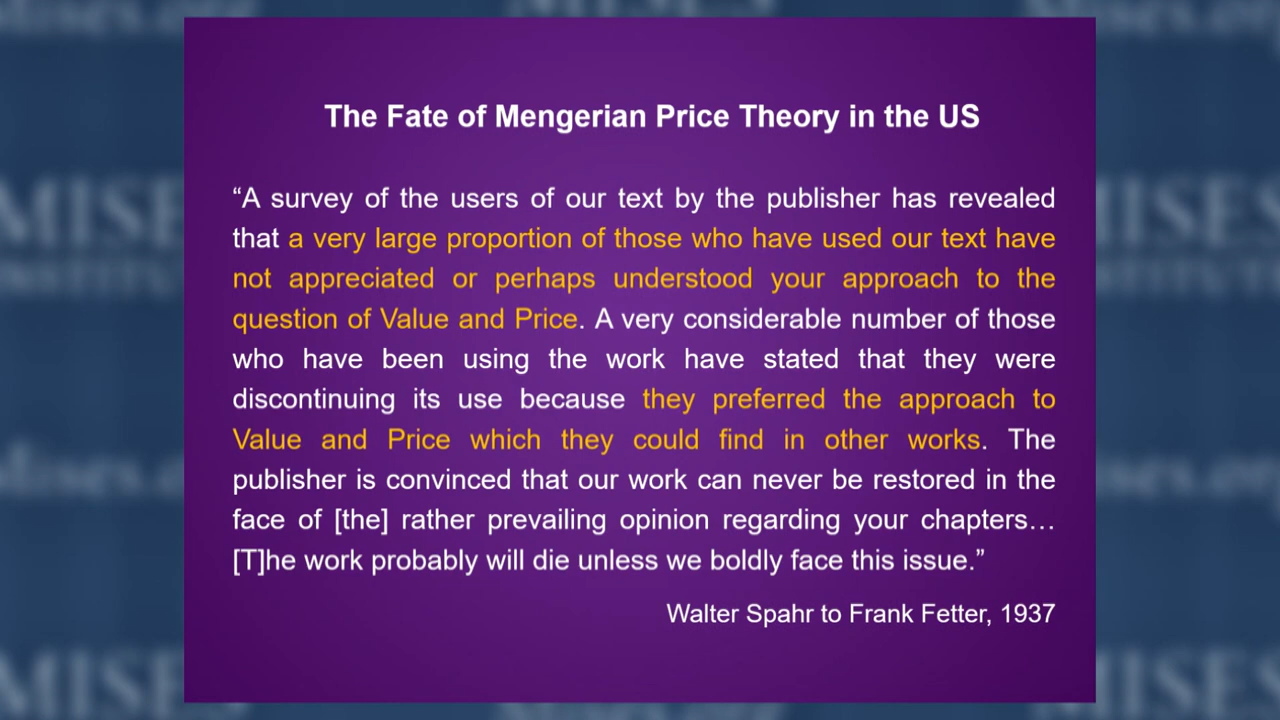 The Fate of Mengerian Price Theory in the US
“A survey of the users of our text by the publisher has revealed
that a very large proportion of those who have used our text have
not appreciated or perhaps understood your approach to the
question of Value and Price. A very considerable number of those
who have been using the work have stated that they were
discontinuing its use because they preferred the approach to
Value and Price which they could find in other works. The
publisher is convinced that our work can never be restored in the
face of [the] rather prevailing opinion regarding your chapters…
[T]he work probably will die unless we boldly face this issue.”
Walter Spahr to Frank Fetter, 1937